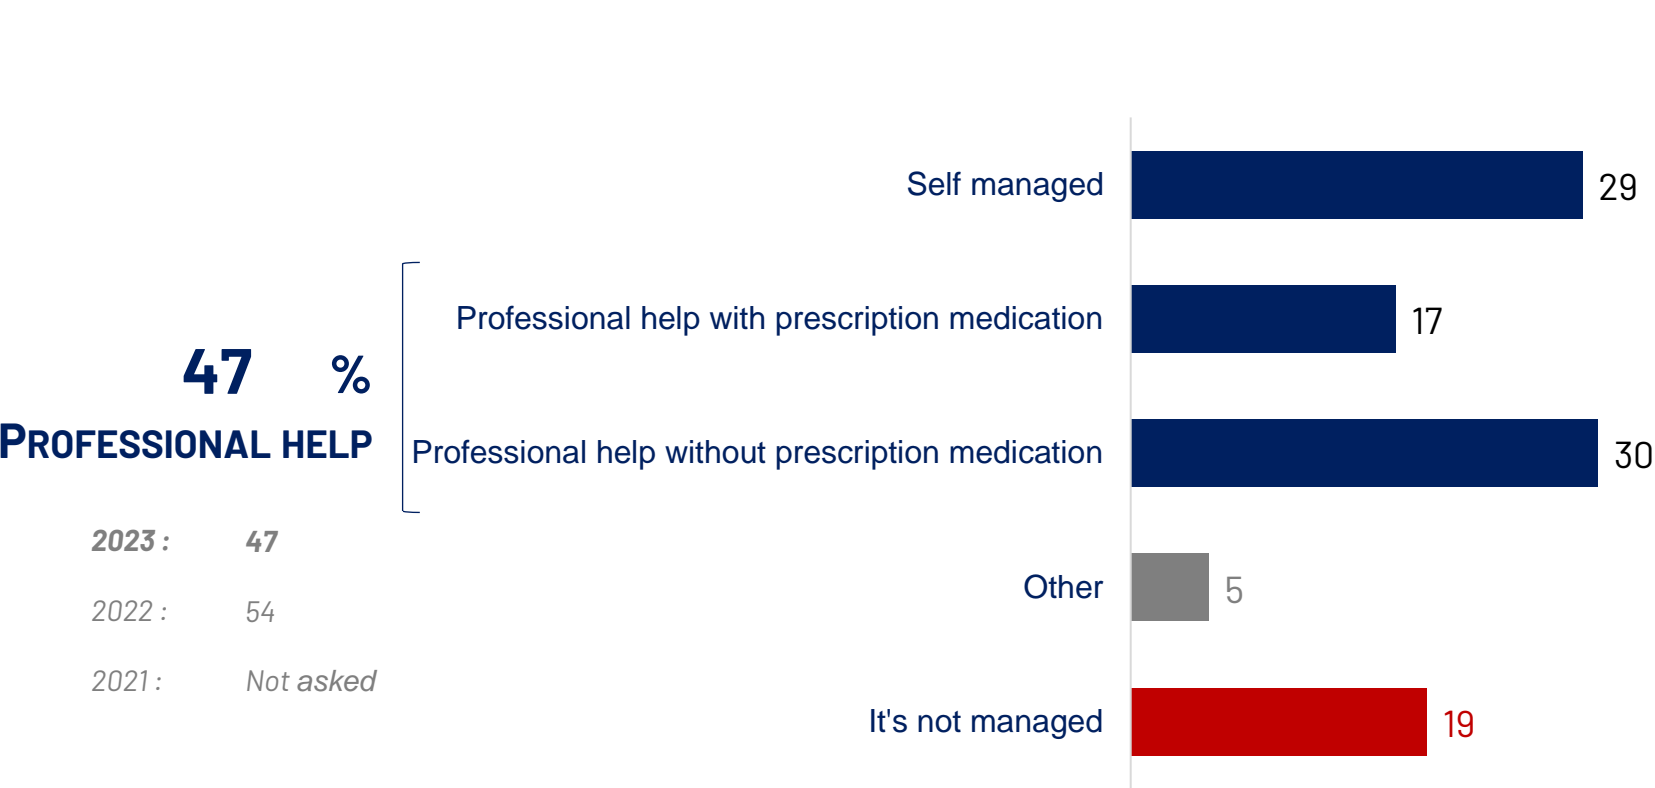 Self managed 29
Professional help with prescription medication 17
47 %
PROFESSIONAL HELP
Professional help without prescription medication 30
2023 : 47
2022 : 54
2021 : Not asked
Other 5
It's not managed 19